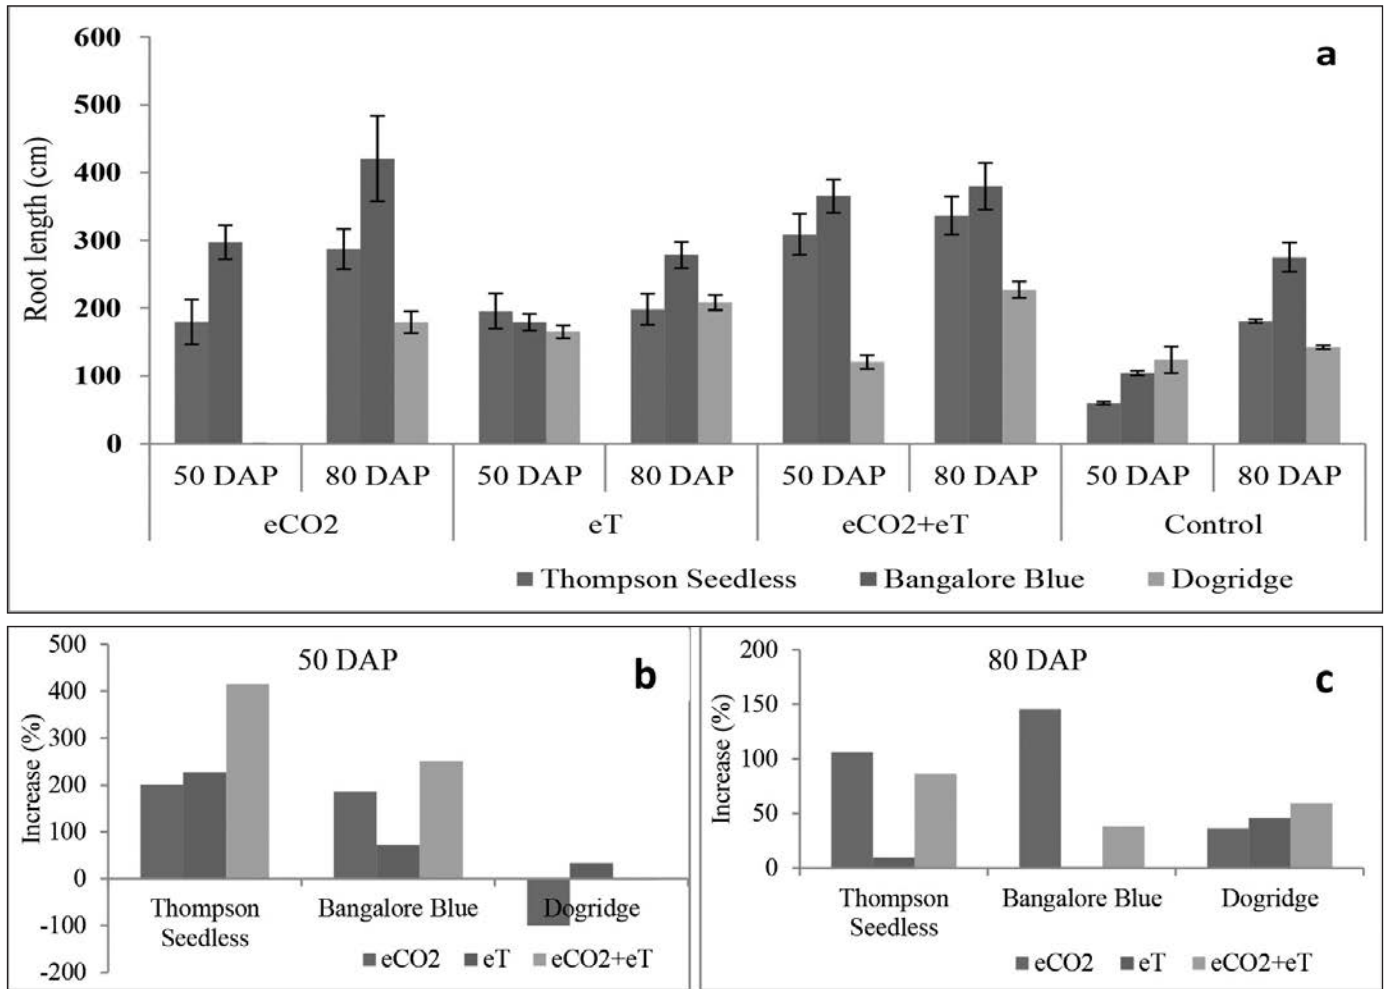 a
600
500
400
300
200
100
0
Root length (cm)
50 DAP 80 DAP 50 DAP 80 DAP 50 DAP 80 DAP 50 DAP 80 DAP
eCO2 eT eCO2+eT Control
Thompson Seedless Bangalore Blue Dogridge
50 DAP
b
500
400
300
200
100
0
-100
-200
Increase (%)
Thompson Bangalore Blue Dogridge
Seedless
eCO2 eT eCO2+eT
80 DAP
c
200
150
100
50
0
Increase (%)
Thompson Bangalore Blue Dogridge
Seedless
eCO2 eT eCO2+eT